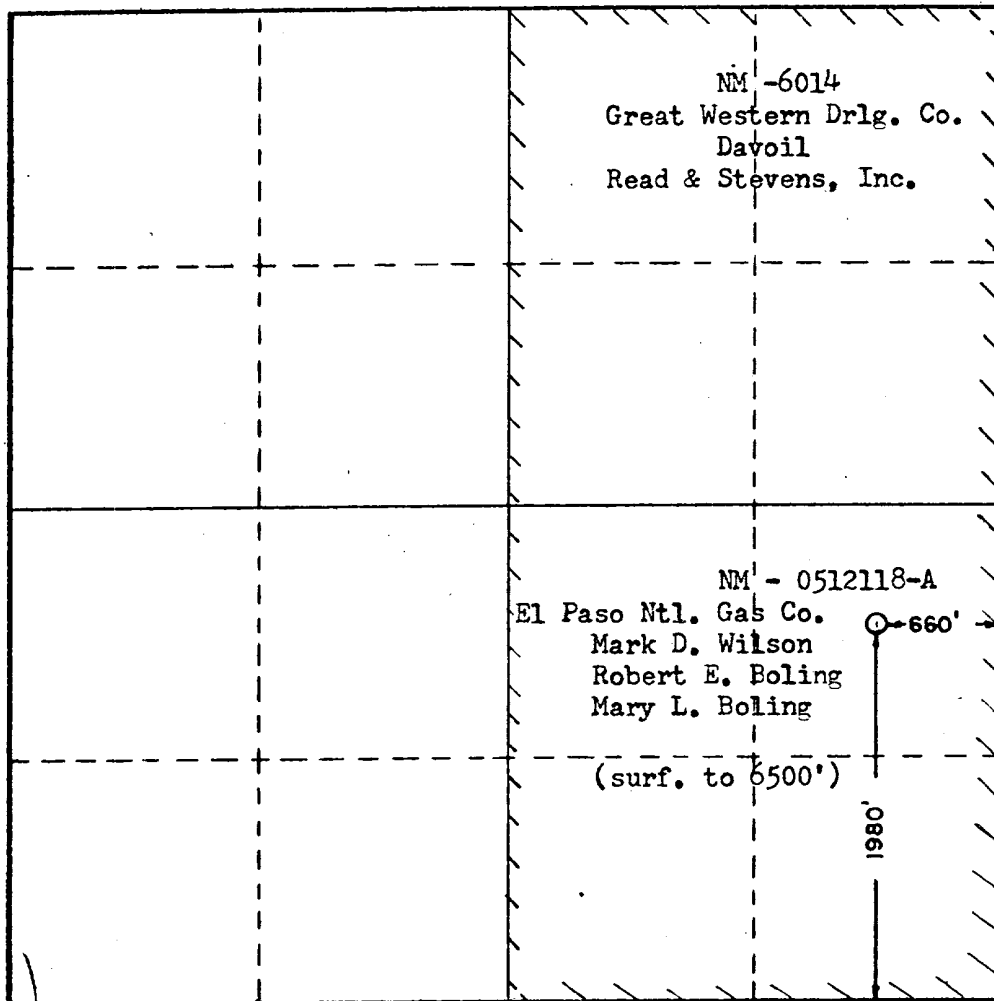 NM -6014
Great Western Drlg. Co.
Davoil
Read & Stevens, Inc.
NM - 0512118-A
El Paso Ntl. Gas Co.
660'
Mark D. Wilson
Robert E. Boling
Mary L. Boling
(surf. to 6500')
1980'